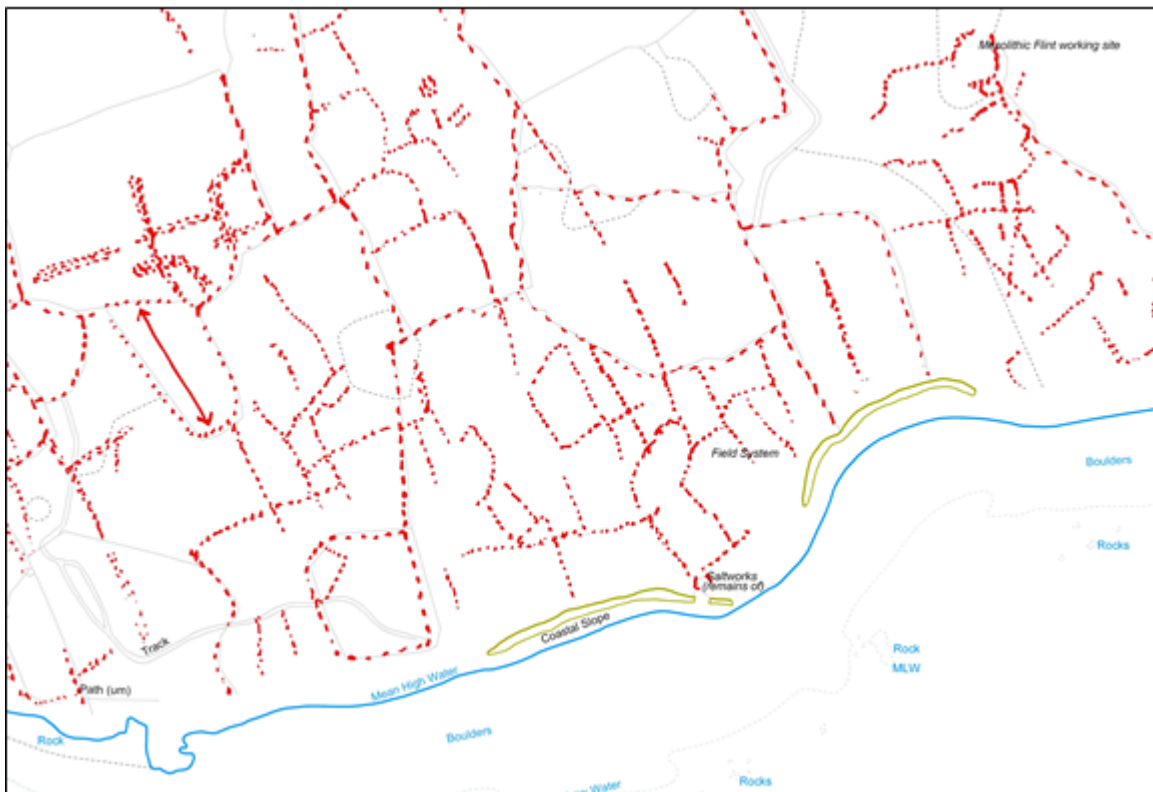 Mesolithic Flint working site
Field System
Boulders
Rocks
Saltworks
(remains of)
Coastal Slope
Track
Rock
MLW
Mean High Water
Path (um)
Boulders
Rock
Rocks
Water